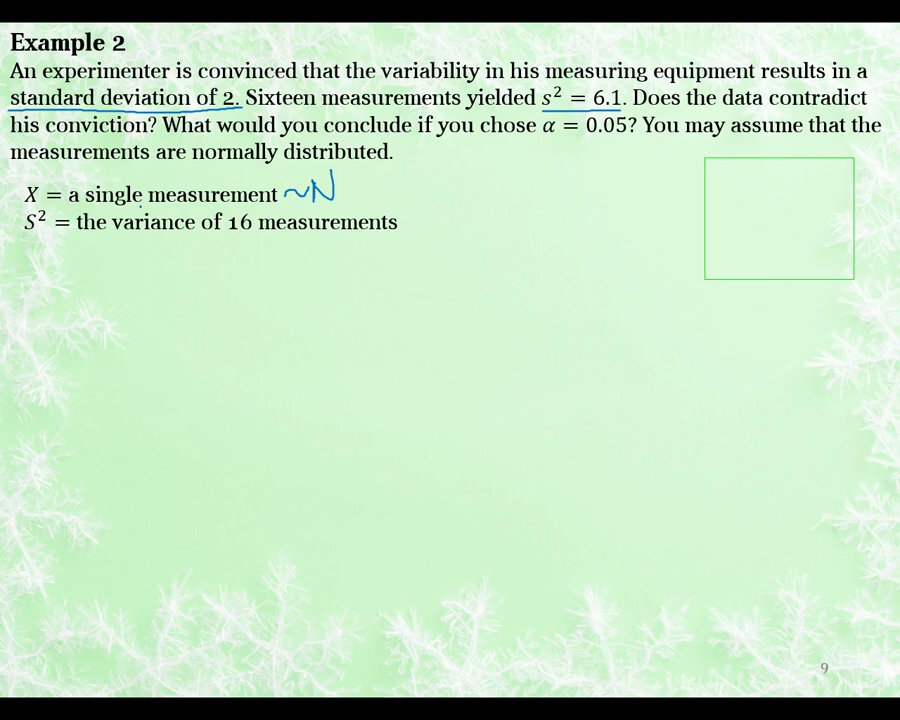 Example 2
An experimenter is convinced that the variability in his measuring equipment results in a
standard deviation of 2. Sixteen measurements yielded s² = 6.1. Does the data contradict
his conviction? What would you conclude if you chose α = 0.05? You may assume that the
measurements are normally distributed.
X = a single measurement ~N
S² = the variance of 16 measurements
9